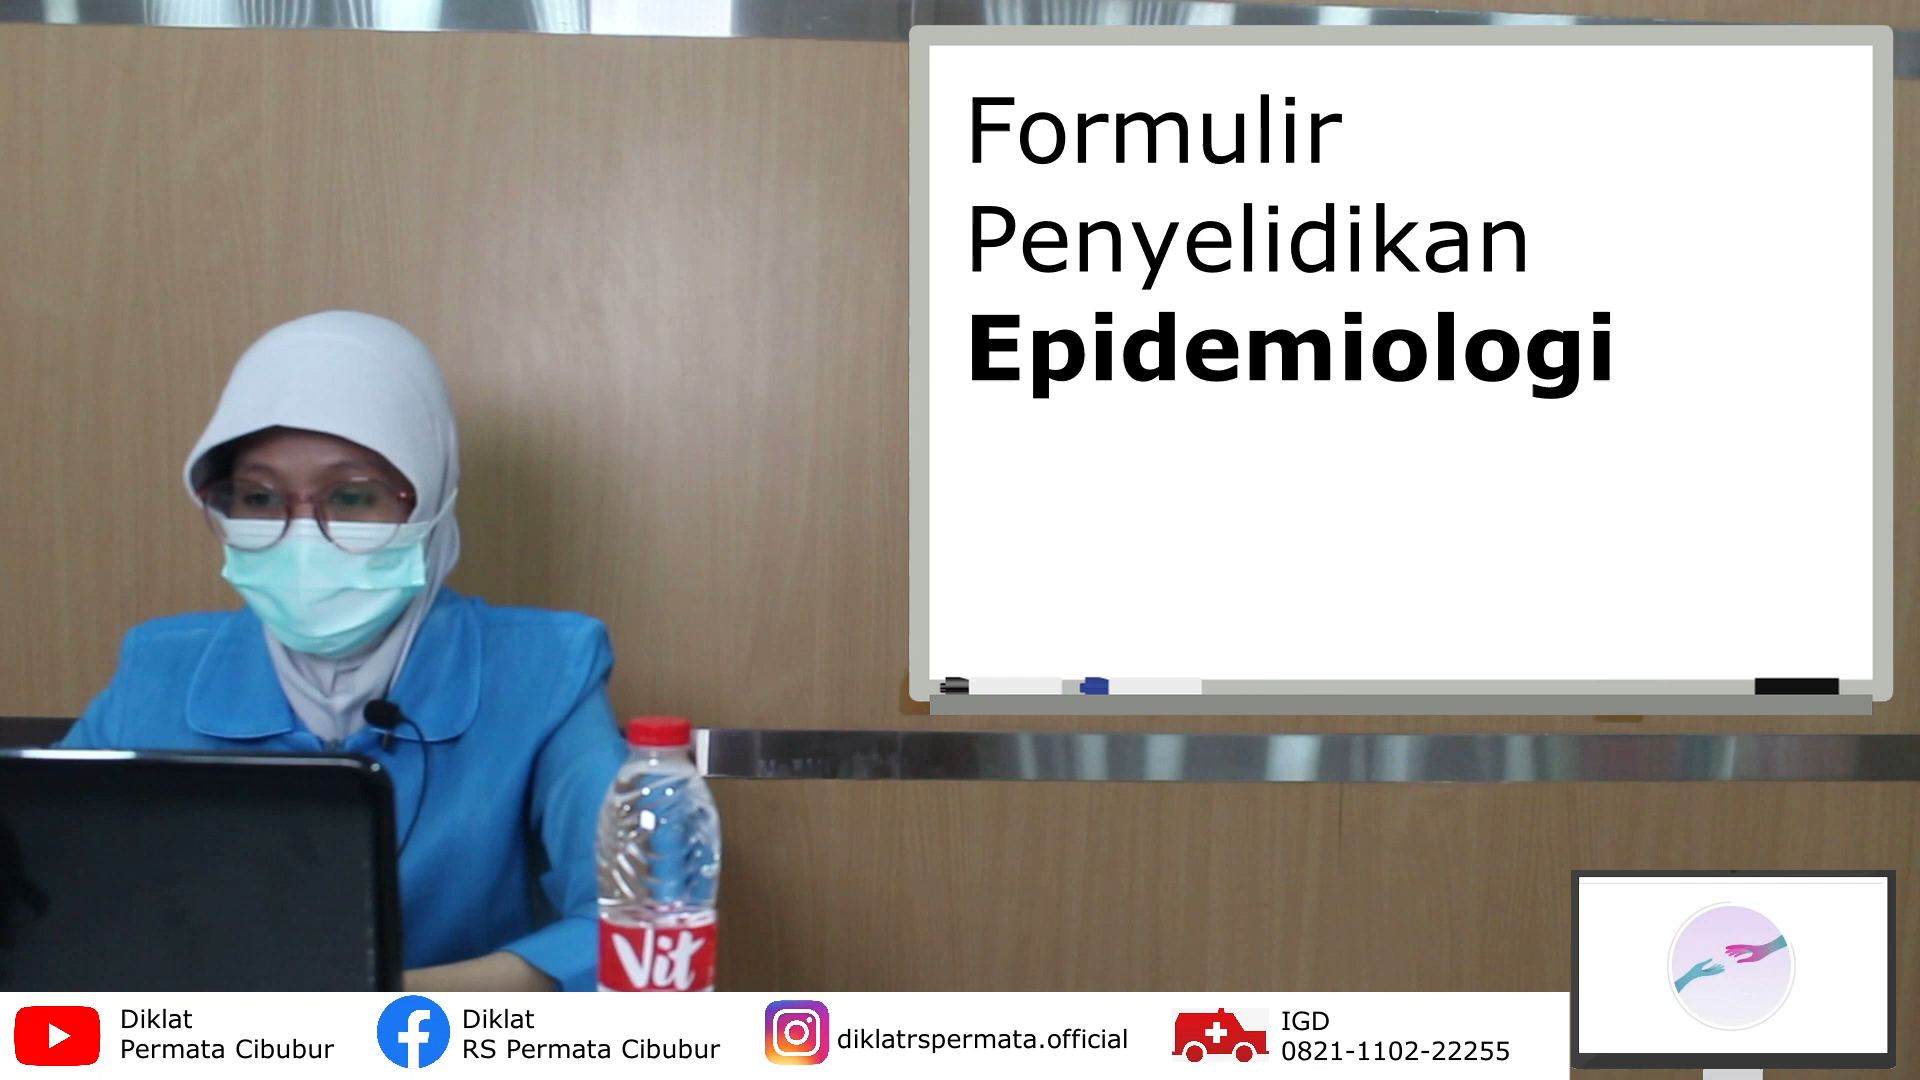 Formulir
Penyelidikan
Epidemiologi
Vit
Diklat
Permata Cibubur
Diklat
RS Permata Cibubur
diklatrspermata.official
IGD
0821-1102-22255